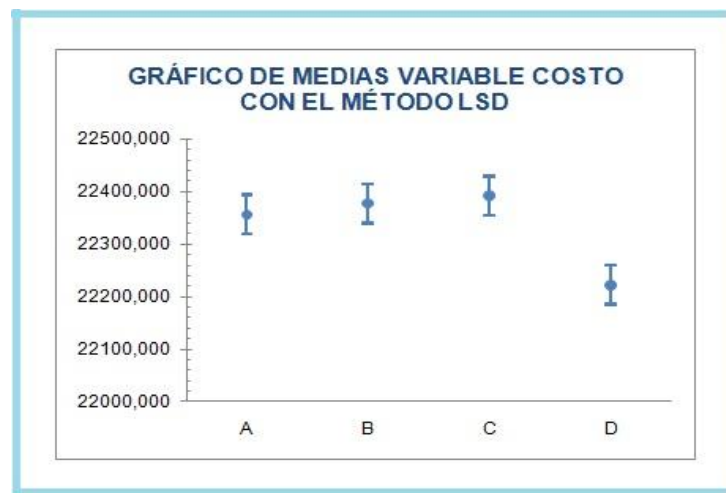 GRÁFICO DE MEDIAS VARIABLE COSTO
CON EL MÉTODO LSD
22500,000
22400,000
22300,000
22200,000
22100,000
22000,000
A B C D